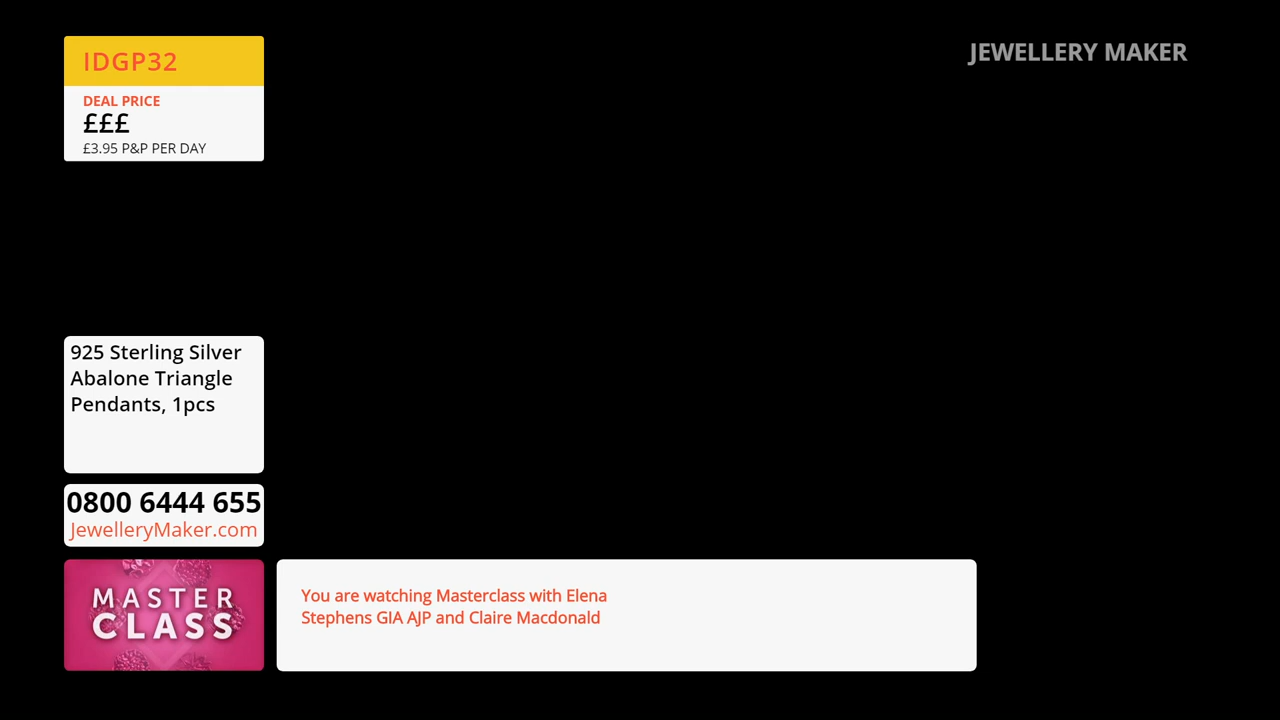 IDGP32
DEAL PRICE
£££
£3.95 P&P PER DAY
JEWELLERY MAKER
925 Sterling Silver
Abalone Triangle
Pendants, 1pcs
0800 6444 655
JewelleryMaker.com
MASTER
CLASS
You are watching Masterclass with Elena
Stephens GIA AJP and Claire Macdonald